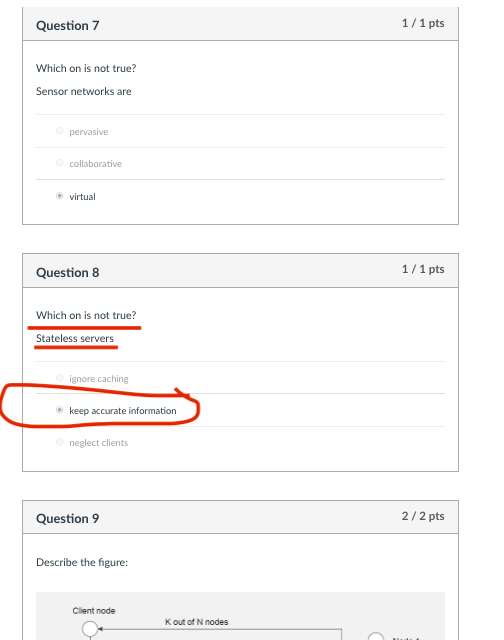 Question 7
1 / 1 pts
Which on is not true?
Sensor networks are
pervasive
collaborative
virtual
Question 8
1 / 1 pts
Which on is not true?
Stateless servers
ignore caching
keep accurate information
neglect clients
Question 9
2 / 2 pts
Describe the figure:
Client node
K out of N nodes